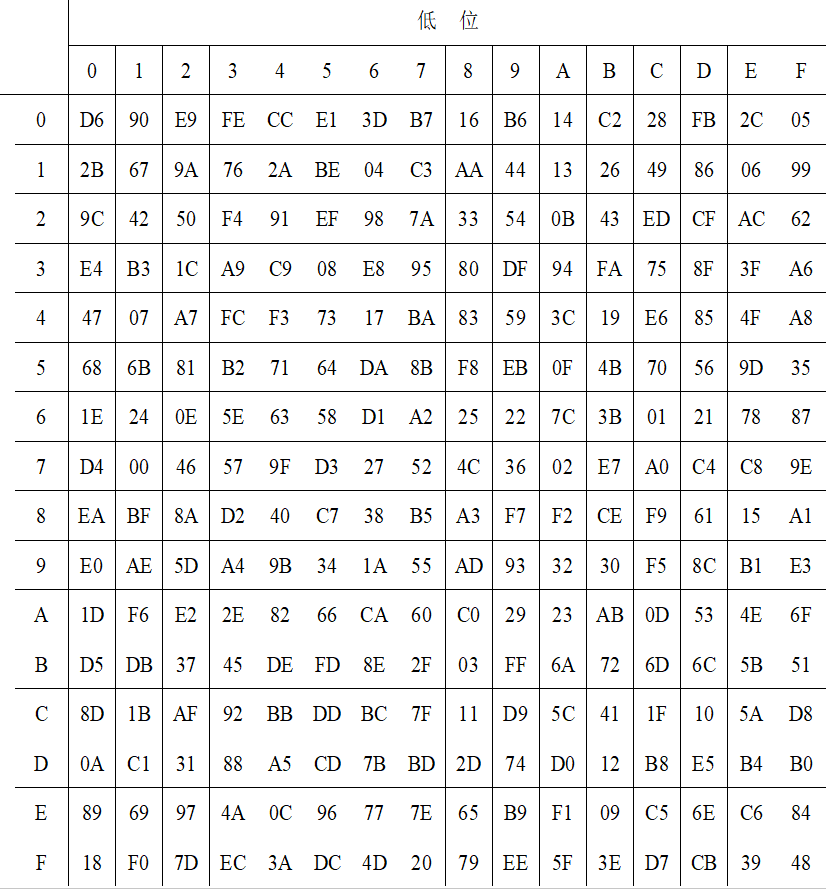 低 位
0 1 2 3 4 5 6 7 8 9 A B C D E F
0 D6 90 E9 FE CC E1 3D B7 16 B6 14 C2 28 FB 2C 05
1 2B 67 9A 76 2A BE 04 C3 AA 44 13 26 49 86 06 99
2 9C 42 50 F4 91 EF 98 7A 33 54 0B 43 ED CF AC 62
3 E4 B3 1C A9 C9 08 E8 95 80 DF 94 FA 75 8F 3F A6
4 47 07 A7 FC F3 73 17 BA 83 59 3C 19 E6 85 4F A8
5 68 6B 81 B2 71 64 DA 8B F8 EB 0F 4B 70 56 9D 35
6 1E 24 0E 5E 63 58 D1 A2 25 22 7C 3B 01 21 78 87
7 D4 00 46 57 9F D3 27 52 4C 36 02 E7 A0 C4 C8 9E
8 EA BF 8A D2 40 C7 38 B5 A3 F7 F2 CE F9 61 15 A1
9 E0 AE 5D A4 9B 34 1A 55 AD 93 32 30 F5 8C B1 E3
A 1D F6 E2 2E 82 66 CA 60 C0 29 23 AB 0D 53 4E 6F
B D5 DB 37 45 DE FD 8E 2F 03 FF 6A 72 6D 6C 5B 51
C 8D 1B AF 92 BB DD BC 7F 11 D9 5C 41 1F 10 5A D8
D 0A C1 31 88 A5 CD 7B BD 2D 74 D0 12 B8 E5 B4 B0
E 89 69 97 4A 0C 96 77 7E 65 B9 F1 09 C5 6E C6 84
F 18 F0 7D EC 3A DC 4D 20 79 EE 5F 3E D7 CB 39 48